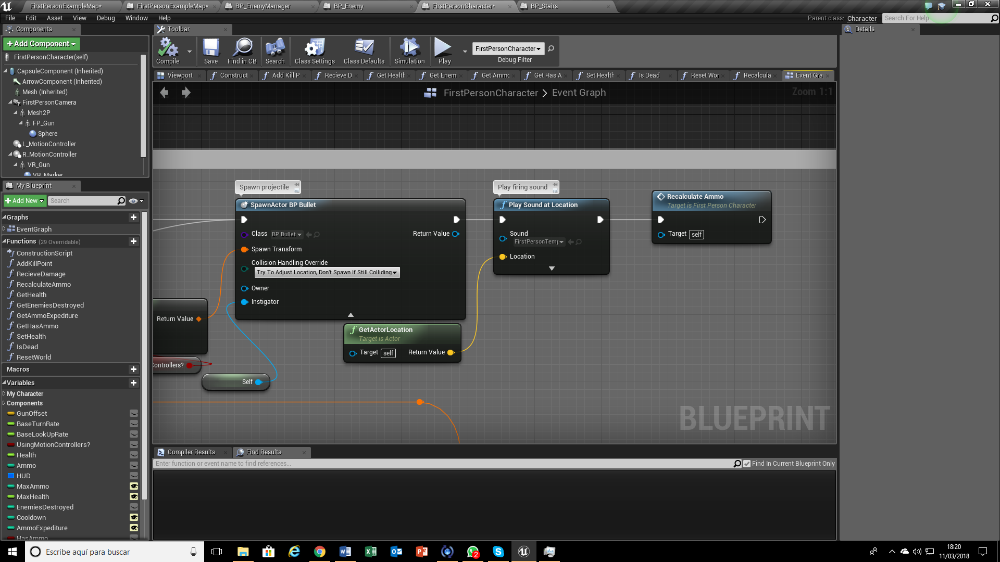 FirstPersonExampleMap*
FirstPersonExampleMap*
BP_EnemyManager
BP_Enemy
FirstPersonCharacter*
BP_Stairs
File Edit Asset View Debug Window Help
Parent class: Character
Search For Help
Components
Toolbar
Details
Add Component
FirstPersonCharacter(self)
CapsuleComponent (Inherited)
ArrowComponent (Inherited)
Mesh (Inherited)
FirstPersonCamera
Mesh2P
FP_Gun
Sphere
L_MotionController
R_MotionController
VR_Gun
VR_Marker
Compile
Save
Find in CB
Search
Class Settings
Class Defaults
Simulation
Play
FirstPersonCharacter
Debug Filter
Viewport
Construct
Add Kill P
Recieve D
Get Health
Get Enem
Get Ammo
Get Has A
Set Health
Is Dead
Reset Wor
Recalcula
Event Gra
FirstPersonCharacter > Event Graph
Zoom 1:1
My Blueprint
Add New
Search
Graphs
EventGraph
Functions (29 Overridable)
ConstructionScript
AddKillPoint
RecieveDamage
RecalculateAmmo
GetHealth
GetEnemiesDestroyed
GetAmmoExpediture
GetHasAmmo
SetHealth
IsDead
ResetWorld
Macros
Variables
My Character
Components
GunOffset
BaseTurnRate
BaseLookUpRate
UsingMotionControllers?
Health
Ammo
HUD
MaxAmmo
MaxHealth
EnemiesDestroyed
Cooldown
AmmoExpediture
HasAmmo
Spawn projectile
SpawnActor BP Bullet
Class BP Bullet
Return Value
Spawn Transform
Collision Handling Override
Try To Adjust Location, Don't Spawn If Still Colliding
Owner
Instigator
Play firing sound
Play Sound at Location
Sound
FirstPersonTemp
Location
Recalculate Ammo
Target is First Person Character
Target self
Return Value
ontrollers?
Self
GetActorLocation
Target is Actor
Target self Return Value
BLUEPRINT
Compiler Results
Find Results
Enter function or event name to find references...
Find In Current Blueprint Only
Escribe aquí para buscar
2
18:20
11/03/2018